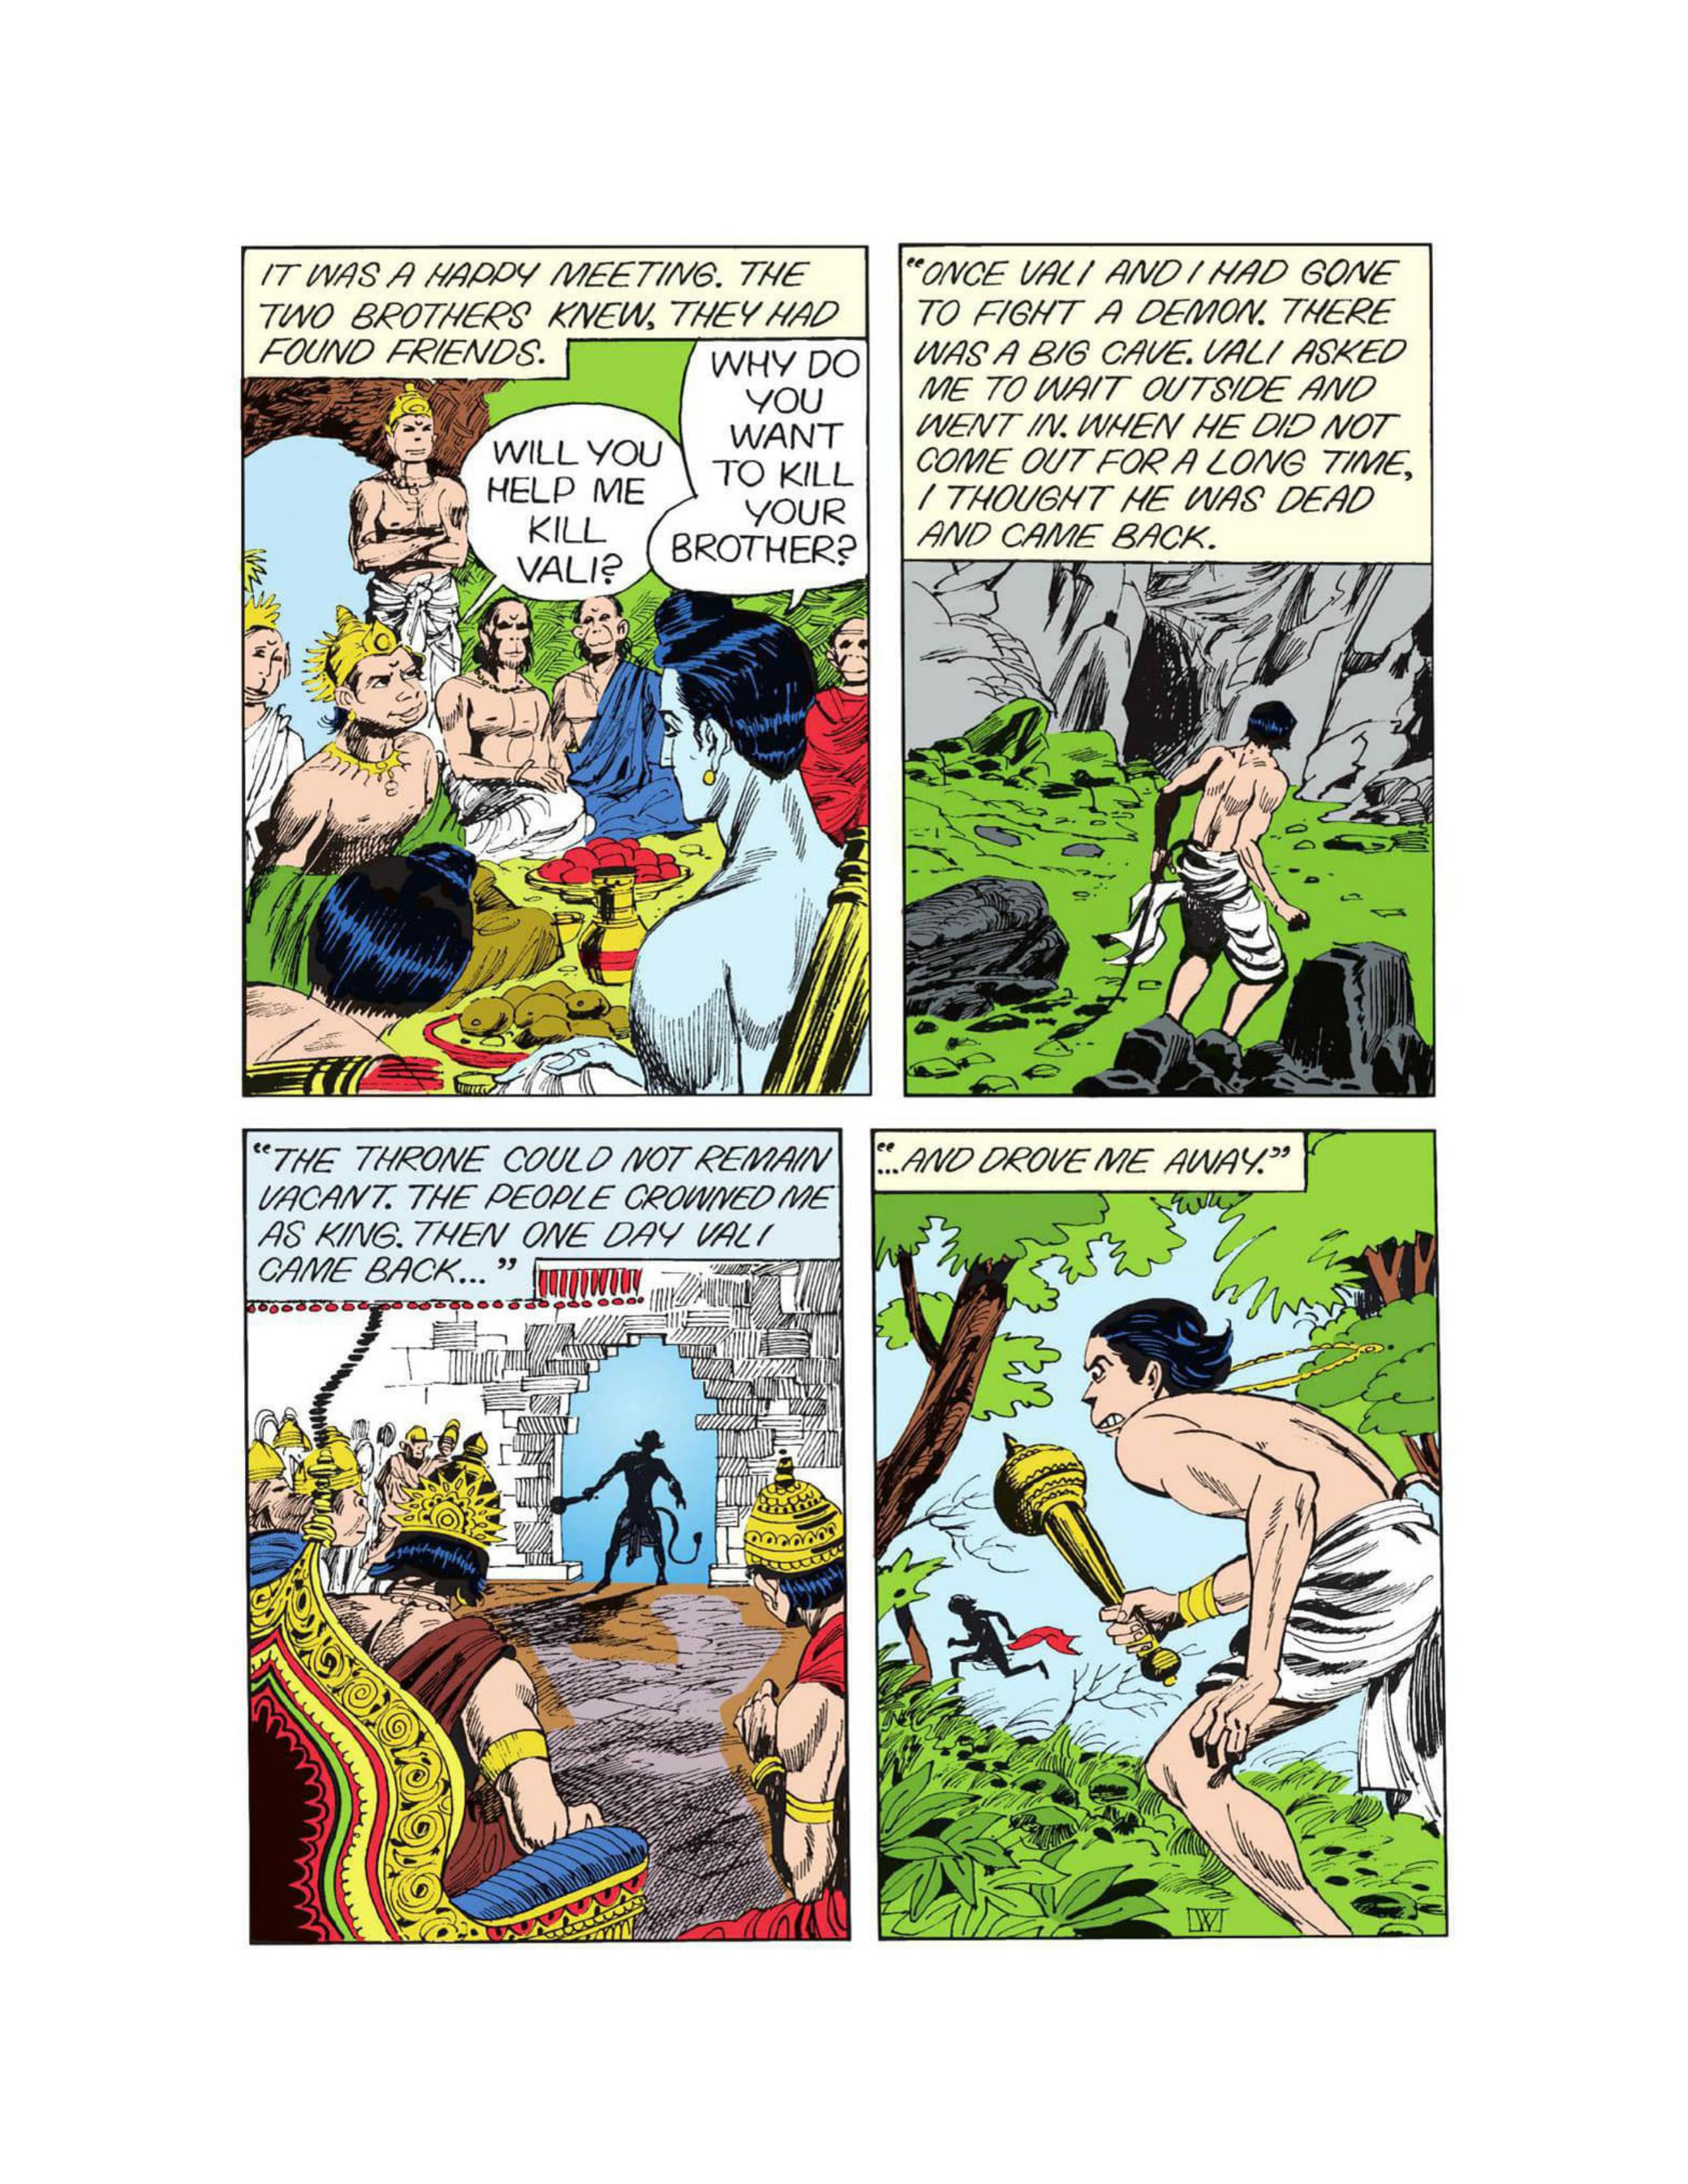 IT WAS A HAPPY MEETING. THE
TWO BROTHERS KNEW, THEY HAD
FOUND FRIENDS.
WILL YOU
HELP ME
KILL
VALI?
WHY DO
YOU
WANT
TO KILL
YOUR
BROTHER?
“ONCE VALI AND I HAD GONE
TO FIGHT A DEMON. THERE
WAS A BIG CAVE. VALI ASKED
ME TO WAIT OUTSIDE AND
WENT IN. WHEN HE DID NOT
COME OUT FOR A LONG TIME,
I THOUGHT HE WAS DEAD
AND CAME BACK.
“THE THRONE COULD NOT REMAIN
VACANT. THE PEOPLE CROWNED ME
AS KING. THEN ONE DAY VALI
CAME BACK...”
“...AND DROVE ME AWAY.”